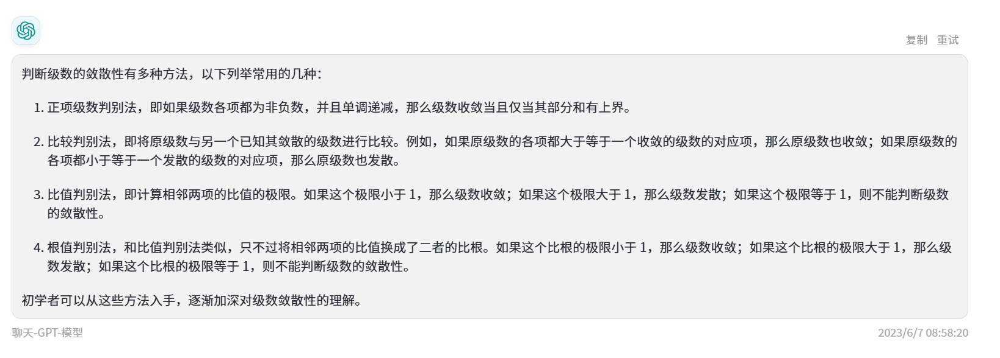 复制 重试
判断级数的敛散性有多种方法，以下列举常用的几种：
1. 正项级数判别法，即如果级数各项都为非负数，并且单调递减，那么级数收敛当且仅当其部分和有上界。
2. 比较判别法，即将原级数与另一个已知其敛散的级数进行比较。例如，如果原级数的各项都大于等于一个收敛的级数的对应项，那么原级数也收敛；如果原级数的
各项都小于等于一个发散的级数的对应项，那么原级数也发散。
3. 比值判别法，即计算相邻两项的比值的极限。如果这个极限小于 1，那么级数收敛；如果这个极限大于 1，那么级数发散；如果这个极限等于 1，则不能判断级数
的敛散性。
4. 根值判别法，和比值判别法类似，只不过将相邻两项的比值换成了二者的比根。如果这个比根的极限小于 1，那么级数收敛；如果这个比根的极限大于 1，那么级
数发散；如果这个比根的极限等于 1，则不能判断级数的敛散性。
初学者可以从这些方法入手，逐渐加深对级数敛散性的理解。
聊天-GPT-模型 2023/6/7 08:58:20